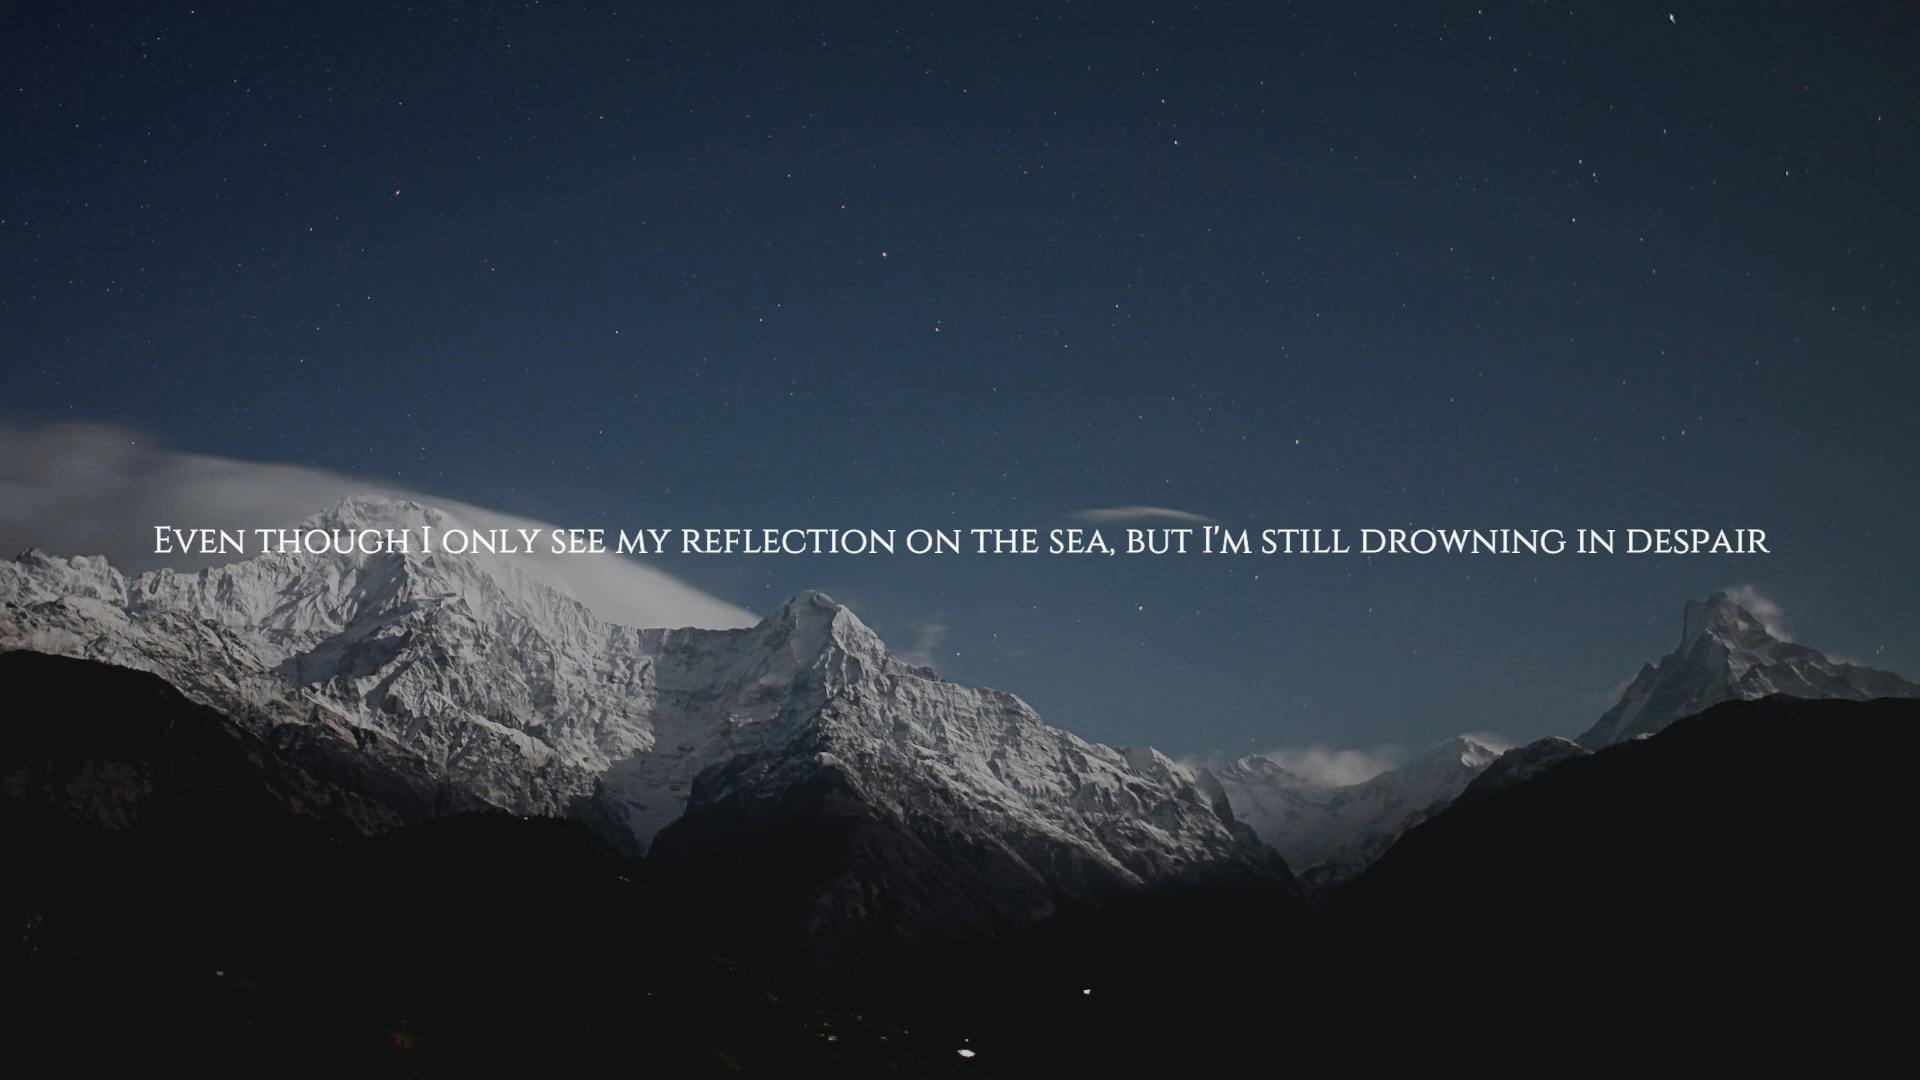 Even though I only see my reflection on the sea, but I'm still drowning in despair